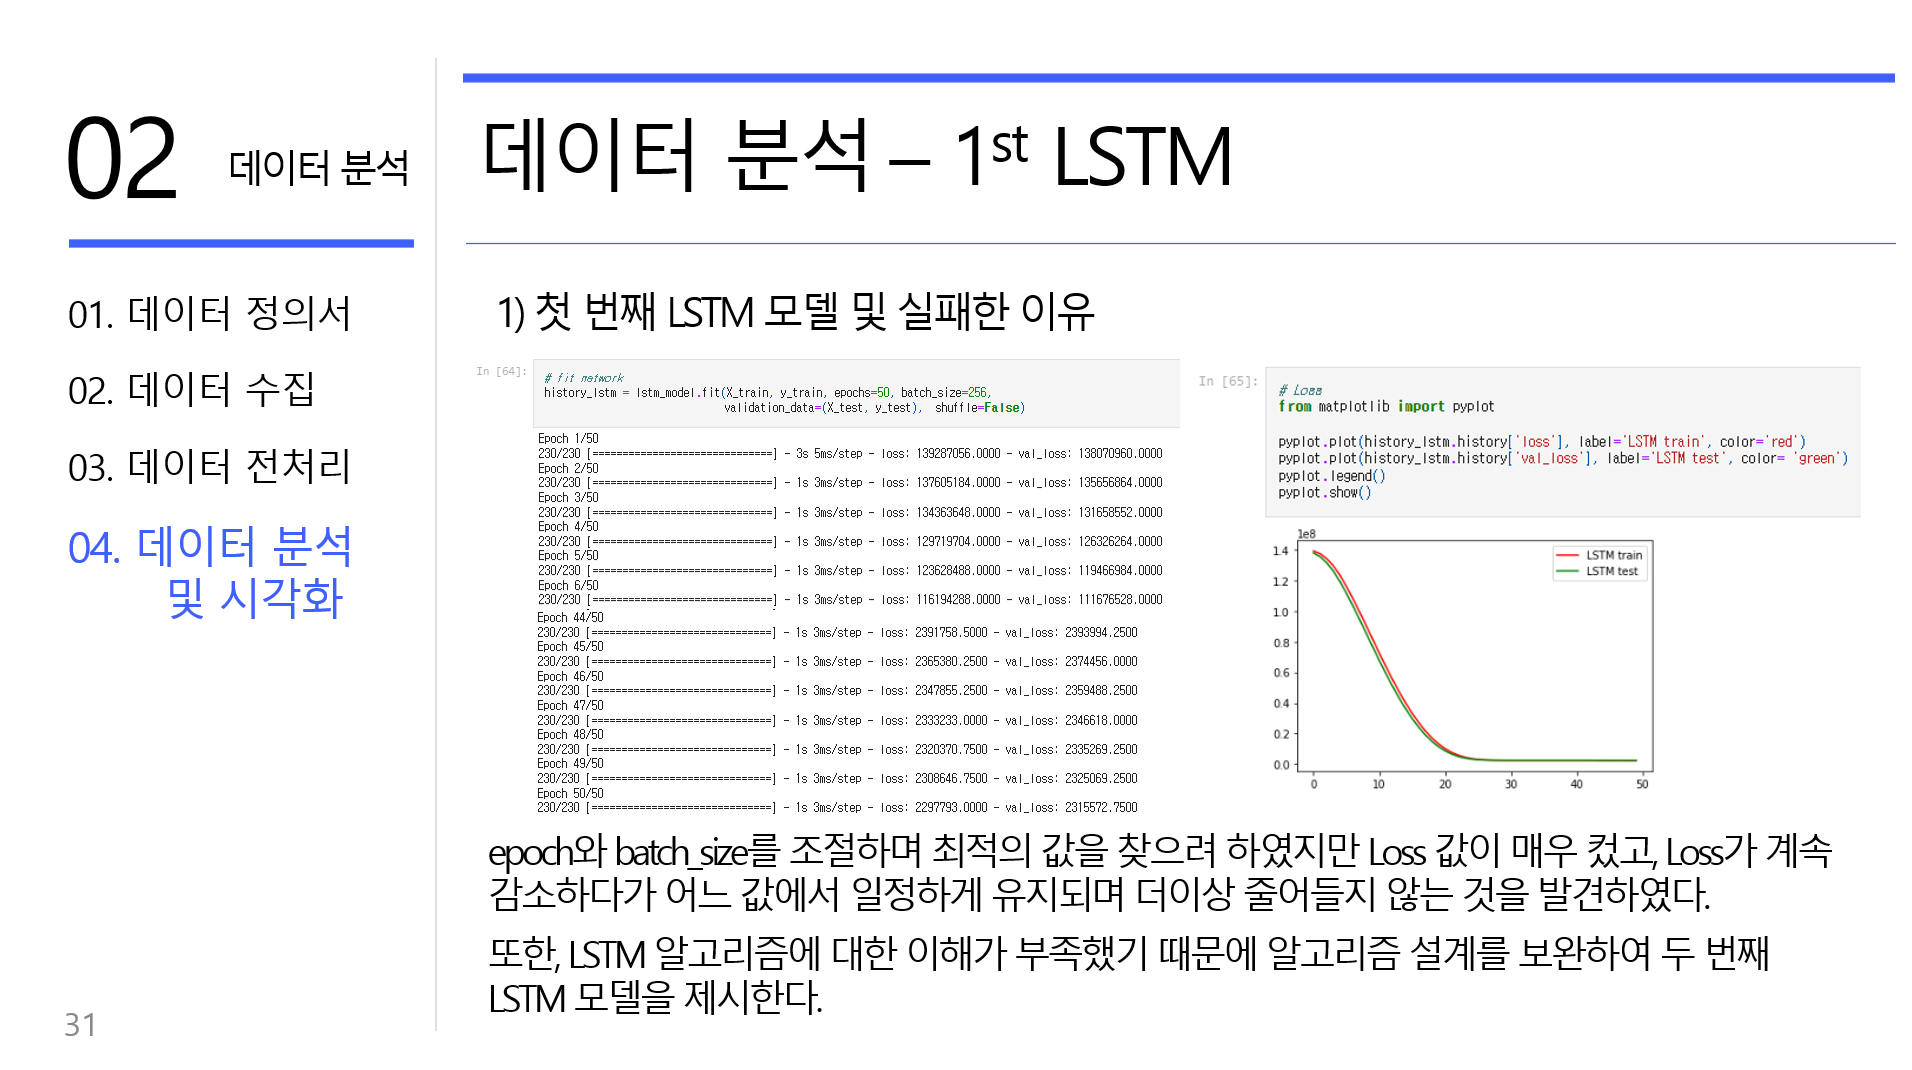 02 데이터 분석
01. 데이터 정의서
02. 데이터 수집
03. 데이터 전처리
04. 데이터 분석
및 시각화
31
데이터 분석 – 1st LSTM
1) 첫 번째 LSTM 모델 및 실패한 이유
In [64]:
# fit network
history_lstm = lstm_model.fit(X_train, y_train, epochs=50, batch_size=256,
validation_data=(X_test, y_test),  shuffle=False)
Epoch 1/50
230/230 [==============================] - 3s 5ms/step - loss: 139287056.0000 - val_loss: 138070960.0000
Epoch 2/50
230/230 [==============================] - 1s 3ms/step - loss: 137605184.0000 - val_loss: 135656864.0000
Epoch 3/50
230/230 [==============================] - 1s 3ms/step - loss: 134363648.0000 - val_loss: 131658552.0000
Epoch 4/50
230/230 [==============================] - 1s 3ms/step - loss: 129719704.0000 - val_loss: 126326264.0000
Epoch 5/50
230/230 [==============================] - 1s 3ms/step - loss: 123628488.0000 - val_loss: 119466984.0000
Epoch 6/50
230/230 [==============================] - 1s 3ms/step - loss: 116194288.0000 - val_loss: 111676528.0000
Epoch 44/50
230/230 [==============================] - 1s 3ms/step - loss: 2391758.5000 - val_loss: 2393994.2500
Epoch 45/50
230/230 [==============================] - 1s 3ms/step - loss: 2365380.2500 - val_loss: 2374456.0000
Epoch 46/50
230/230 [==============================] - 1s 3ms/step - loss: 2347855.2500 - val_loss: 2359488.2500
Epoch 47/50
230/230 [==============================] - 1s 3ms/step - loss: 2333233.0000 - val_loss: 2346618.0000
Epoch 48/50
230/230 [==============================] - 1s 3ms/step - loss: 2320370.7500 - val_loss: 2335269.2500
Epoch 49/50
230/230 [==============================] - 1s 3ms/step - loss: 2308646.7500 - val_loss: 2325069.2500
Epoch 50/50
230/230 [==============================] - 1s 3ms/step - loss: 2297793.0000 - val_loss: 2315572.7500
In [65]:
# Loss
from matplotlib import pyplot
pyplot.plot(history_lstm.history['loss'], label='LSTM train', color='red')
pyplot.plot(history_lstm.history['val_loss'], label='LSTM test', color= 'green')
pyplot.legend()
pyplot.show()
1e8
1.4
1.2
1.0
0.8
0.6
0.4
0.2
0.0
0 10 20 30 40 50
LSTM train
LSTM test
epoch와 batch_size를 조절하며 최적의 값을 찾으려 하였지만 Loss 값이 매우 컸고, Loss가 계속
감소하다가 어느 값에서 일정하게 유지되며 더이상 줄어들지 않는 것을 발견하였다.
또한, LSTM 알고리즘에 대한 이해가 부족했기 때문에 알고리즘 설계를 보완하여 두 번째
LSTM 모델을 제시한다.